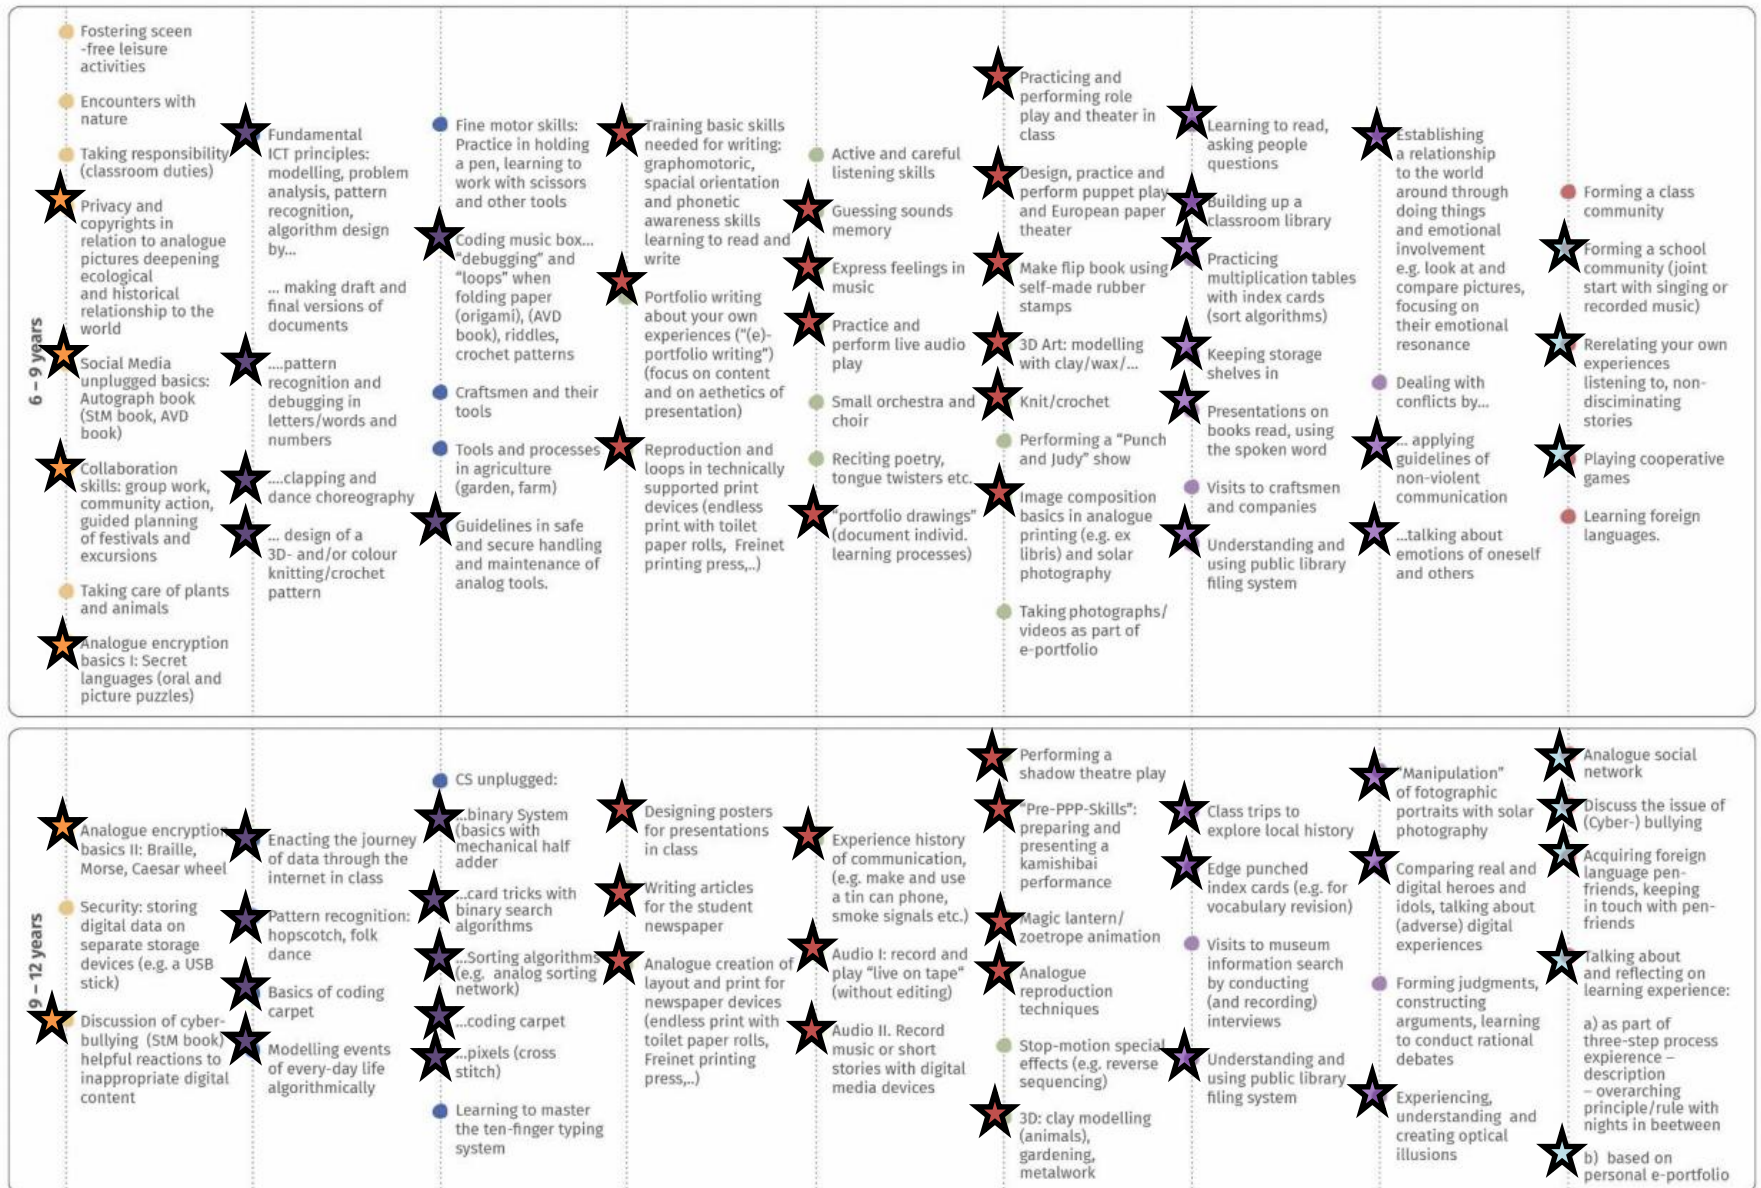 6 – 9 years
Fostering sceen
-free leisure
activities
Encounters with
nature
Taking responsibility
(classroom duties)
Privacy and
copyrights in
relation to analogue
pictures deepening
ecological
and historical
relationship to the
world
Social Media
unplugged basics:
Autograph book
(StM book, AVD
book)
Collaboration
skills: group work,
community action,
guided planning
of festivals and
excursions
Taking care of plants
and animals
Analogue encryption
basics I: Secret
languages (oral and
picture puzzles)
Fundamental
ICT principles:
modelling, problem
analysis, pattern
recognition,
algorithm design
by...
... making draft and
final versions of
documents
....pattern
recognition and
debugging in
letters/words and
numbers
....clapping and
dance choreography
... design of a
3D- and/or colour
knitting/crochet
pattern
Fine motor skills:
Practice in holding
a pen, learning to
work with scissors
and other tools
Coding music box...
"debugging" and
"loops" when
folding paper
(origami), (AVD
book), riddles,
crochet patterns
Craftsmen and their
tools
Tools and processes
in agriculture
(garden, farm)
Guidelines in safe
and secure handling
and maintenance of
analog tools.
Training basic skills
needed for writing:
graphomotoric,
spacial orientation
and phonetic
awareness skills
learning to read and
write
Portfolio writing
about your own
experiences ("(e)-
portfolio writing")
(focus on content
and on aethetics of
presentation)
Reproduction and
loops in technically
supported print
devices (endless
print with toilet
paper rolls, Freinet
printing press,..)
Active and careful
listening skills
Guessing sounds
memory
Express feelings in
music
Practice and
perform live audio
play
Small orchestra and
choir
Reciting poetry,
tongue twisters etc.
"portfolio drawings"
(document individ.
learning processes)
Practicing and
performing role
play and theater in
class
Design, practice and
perform puppet play
and European paper
theater
Make flip book using
self-made rubber
stamps
3D Art: modelling
with clay/wax/...
Knit/crochet
Performing a "Punch
and Judy" show
Image composition
basics in analogue
printing (e.g. ex
libris) and solar
photography
Taking photographs/
videos as part of
e-portfolio
Learning to read,
asking people
questions
Building up a
classroom library
Practicing
multiplication tables
with index cards
(sort algorithms)
Keeping storage
shelves in
Presentations on
books read, using
the spoken word
Visits to craftsmen
and companies
Understanding and
using public library
filing system
Establishing
a relationship
to the world
around through
doing things
and emotional
involvement
e.g. look at and
compare pictures,
focusing on
their emotional
resonance
Dealing with
conflicts by...
... applying
guidelines of
non-violent
communication
...talking about
emotions of oneself
and others
Forming a class
community
Forming a school
community (joint
start with singing or
recorded music)
Rerelating your own
experiences
listening to, non-
disciminating
stories
Playing cooperative
games
Learning foreign
languages.
9 – 12 years
Analogue encryption
basics II: Braille,
Morse, Caesar wheel
Security: storing
digital data on
separate storage
devices (e.g. a USB
stick)
Discussion of cyber-
bullying (StM book)
helpful reactions to
inappropriate digital
content
Enacting the journey
of data through the
internet in class
Pattern recognition:
hopscotch, folk
dance
Basics of coding
carpet
Modelling events
of every-day life
algorithmically
CS unplugged:
...binary System
(basics with
mechanical half
adder
...card tricks with
binary search
algorithms
...Sorting algorithms
(e.g. analog sorting
network)
...coding carpet
...pixels (cross
stitch)
Learning to master
the ten-finger typing
system
Designing posters
for presentations
in class
Writing articles
for the student
newspaper
Analogue creation of
layout and print for
newspaper devices
(endless print with
toilet paper rolls,
Freinet printing
press,..)
Experience history
of communication,
(e.g. make and use
a tin can phone,
smoke signals etc.)
Audio I: record and
play "live on tape"
(without editing)
Audio II. Record
music or short
stories with digital
media devices
Performing a
shadow theatre play
"Pre-PPP-Skills":
preparing and
presenting a
kamishibai
performance
Magic lantern/
zoetrope animation
Analogue
reproduction
techniques
Stop-motion special
effects (e.g. reverse
sequencing)
3D: clay modelling
(animals),
gardening,
metalwork
Class trips to
explore local history
Edge punched
index cards (e.g. for
vocabulary revision)
Visits to museum
information search
by conducting
(and recording)
interviews
Understanding and
using public library
filing system
"Manipulation"
of fotographic
portraits with solar
photography
Comparing real and
digital heroes and
idols, talking about
(adverse) digital
experiences
Forming judgments,
constructing
arguments, learning
to conduct rational
debates
Experiencing,
understanding and
creating optical
illusions
Analogue social
network
Discuss the issue of
(Cyber-) bullying
Acquiring foreign
language pen-
friends, keeping
in touch with pen-
friends
Talking about
and reflecting on
learning experience:
a) as part of
three-step process
expierence –
description
– overarching
principle/rule with
nights in beetween
b) based on
personal e-portfolio